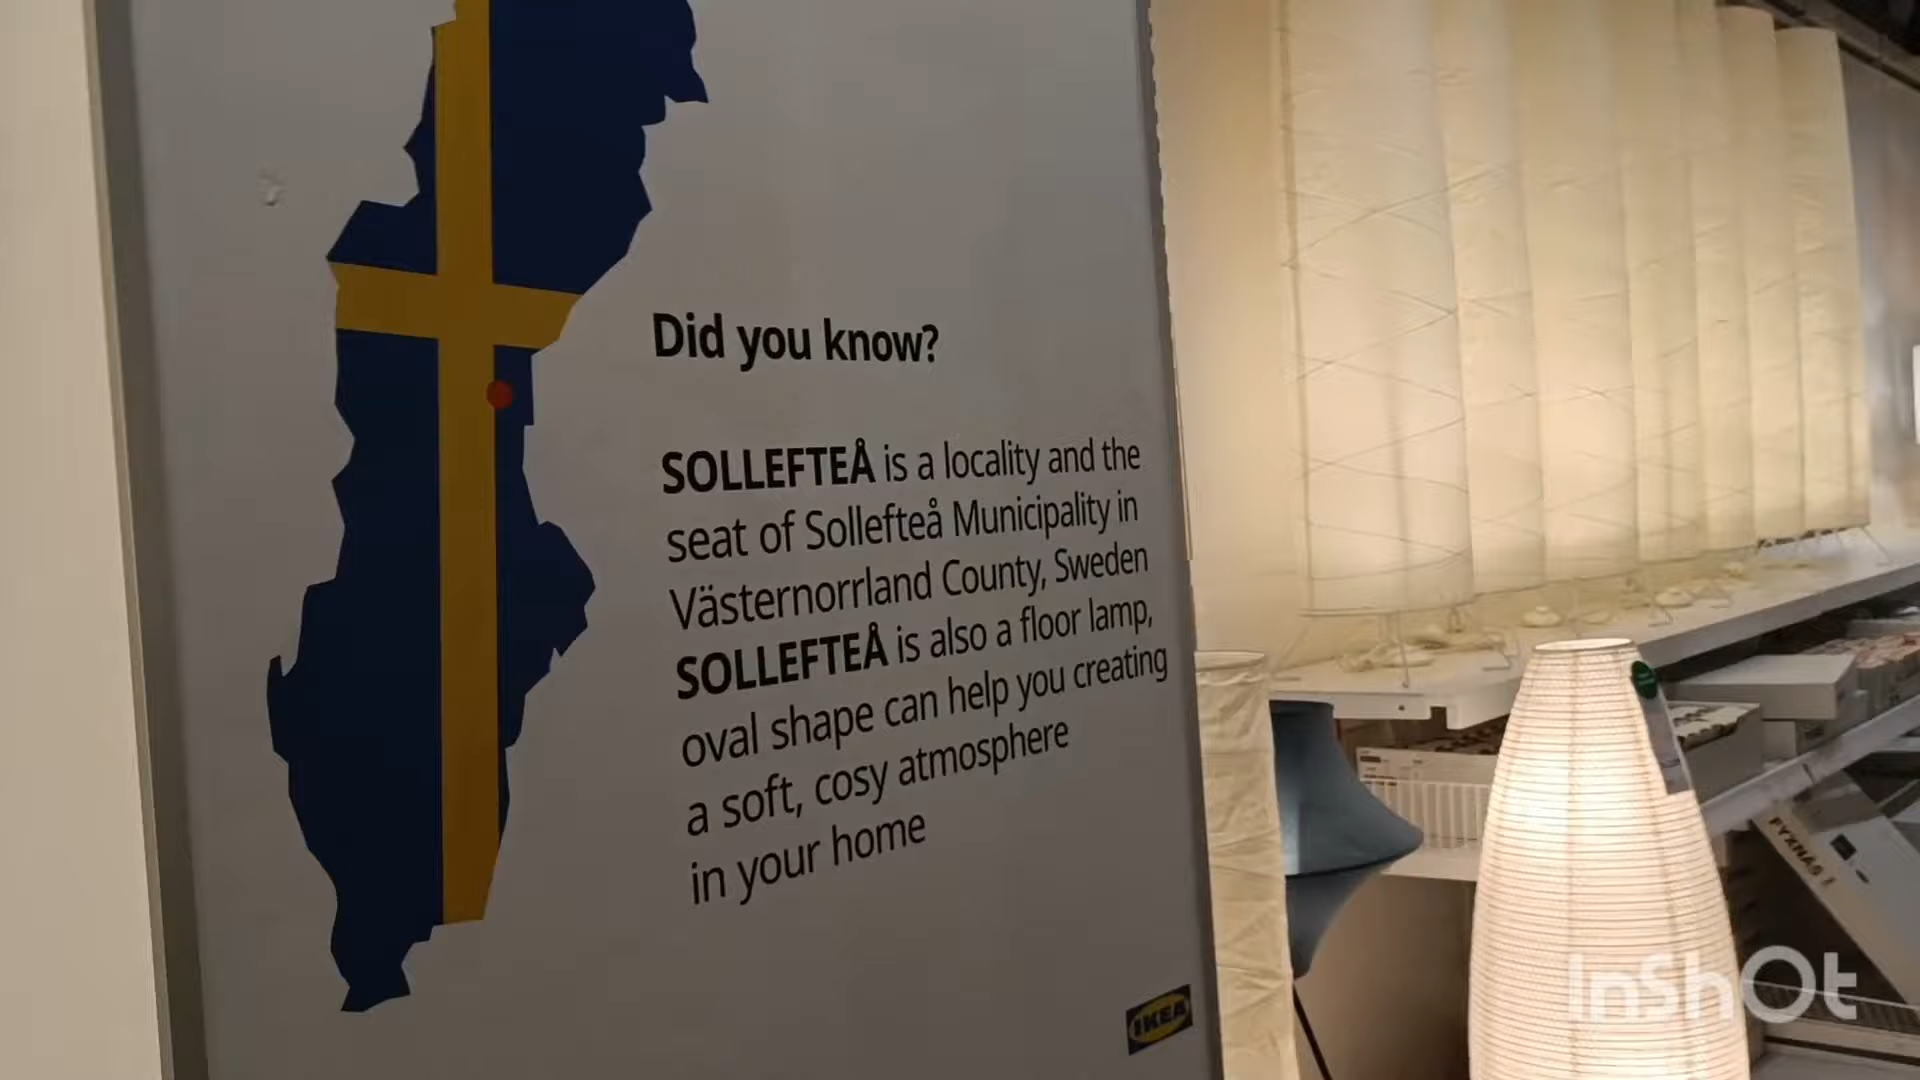 Did you know?
SOLLEFTEÅ is a locality and the
seat of Sollefteå Municipality in
Västernorrland County, Sweden
SOLLEFTEÅ is also a floor lamp,
oval shape can help you creating
a soft, cosy atmosphere
in your home
IKEA
FYXNÄS
InShOt